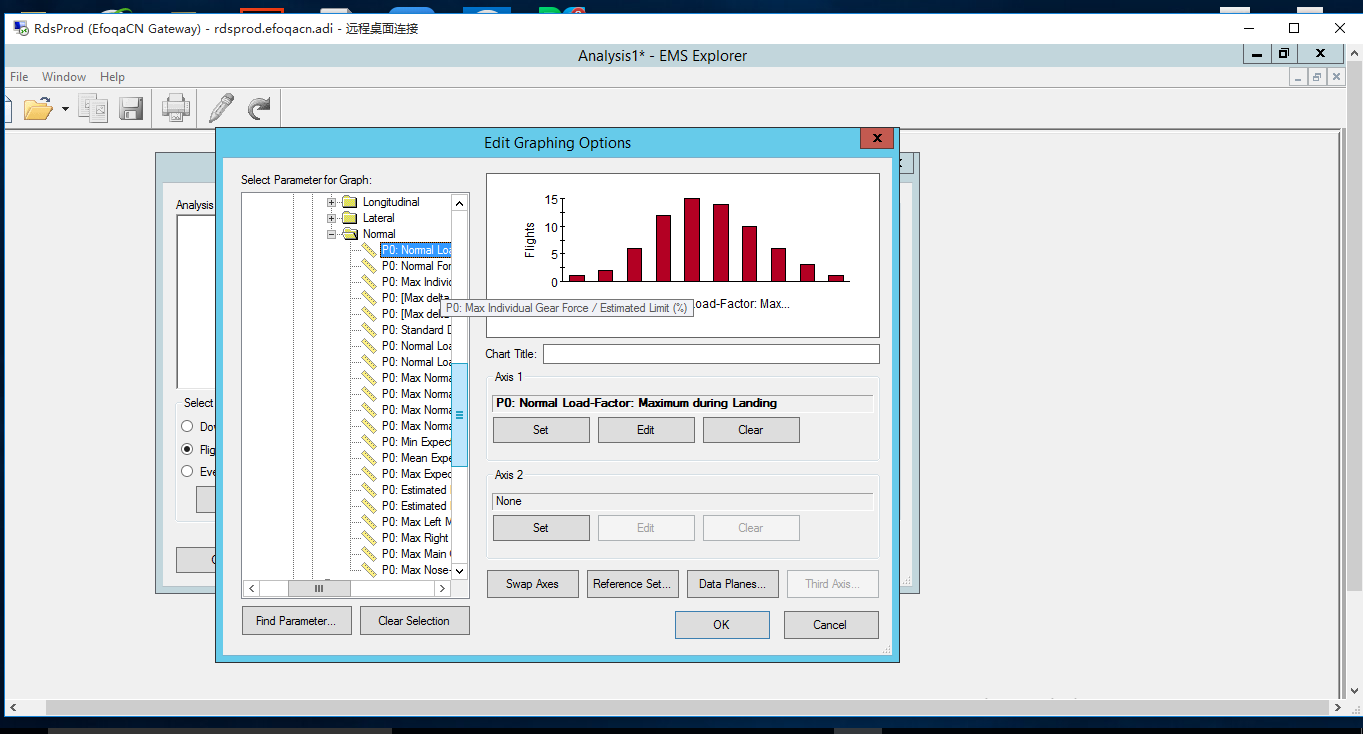 RdsProd (EfoqaCN Gateway) - rdsprod.efoqacn.adi - 远程桌面连接
Analysis1* - EMS Explorer
File Window Help
Edit Graphing Options
Analysis
Select
Flig
Eve
Select Parameter for Graph:
Longitudinal
Lateral
Normal
P0: Normal Loa
P0: Normal For
P0: Max Individ
P0: [Max delta
P0: [Max delt
P0: Standard D
P0: Normal Loa
P0: Normal Loa
P0: Max Norma
P0: Max Norma
P0: Max Norma
P0: Max Norma
P0: Min Expect
P0: Mean Expe
P0: Max Expec
P0: Estimated
P0: Estimated
P0: Max Left M
P0: Max Right
P0: Max Main
P0: Max Nose-
P0: Max Individual Gear Force / Estimated Limit (%)
Find Parameter...
Clear Selection
Flights
15
10
5
0
Load-Factor: Max...
Chart Title:
Axis 1
P0: Normal Load-Factor: Maximum during Landing
Set Edit Clear
Axis 2
None
Set Edit Clear
Swap Axes Reference Set... Data Planes... Third Axis...
OK Cancel